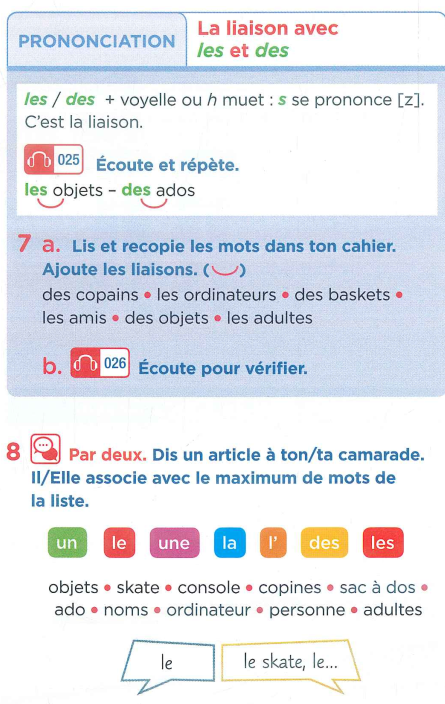 PRONONCIATION
La liaison avec
les et des
les / des + voyelle ou h muet : s se prononce [z].
C'est la liaison.
025 Écoute et répète.
les objets – des ados
7 a. Lis et recopie les mots dans ton cahier.
Ajoute les liaisons. (‿)
des copains • les ordinateurs • des baskets •
les amis • des objets • les adultes
b. 026 Écoute pour vérifier.
8 Par deux. Dis un article à ton/ta camarade.
Il/Elle associe avec le maximum de mots de
la liste.
un le une la l' des les
objets • skate • console • copines • sac à dos •
ado • noms • ordinateur • personne • adultes
le le skate, le...